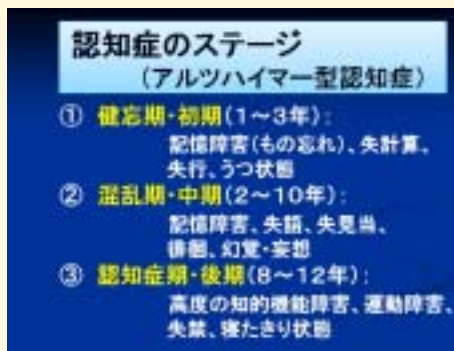 認知症のステージ
(アルツハイマー型認知症)
① 健忘期・初期(1～3年):
記憶障害(もの忘れ)、失計算、
失行、うつ状態
② 混乱期・中期(2～10年):
記憶障害、失語、失見当、
徘徊、幻覚・妄想
③ 認知症期・後期(8～12年):
高度の知的機能障害、運動障害、
失禁、寝たきり状態